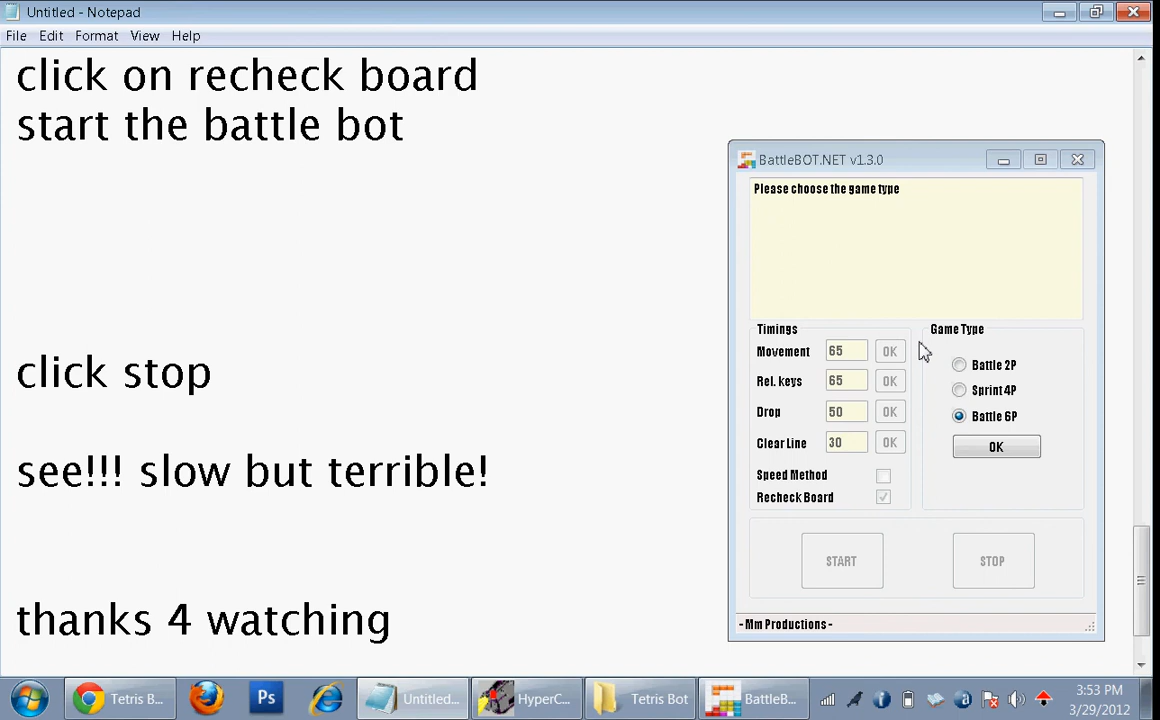 Untitled - Notepad
File Edit Format View Help
click on recheck board
start the battle bot
click stop
see!!! slow but terrible!
thanks 4 watching
BattleBOT.NET v1.3.0
Please choose the game type
Timings
Movement 65 OK
Rel. keys 65 OK
Drop 50 OK
Clear Line 30 OK
Speed Method
Recheck Board
Game Type
Battle 2P
Sprint 4P
Battle 6P
OK
START STOP
- Mm Productions -
Tetris B... Ps Untitled... HyperC... Tetris Bot BattleB...
3:53 PM
3/29/2012